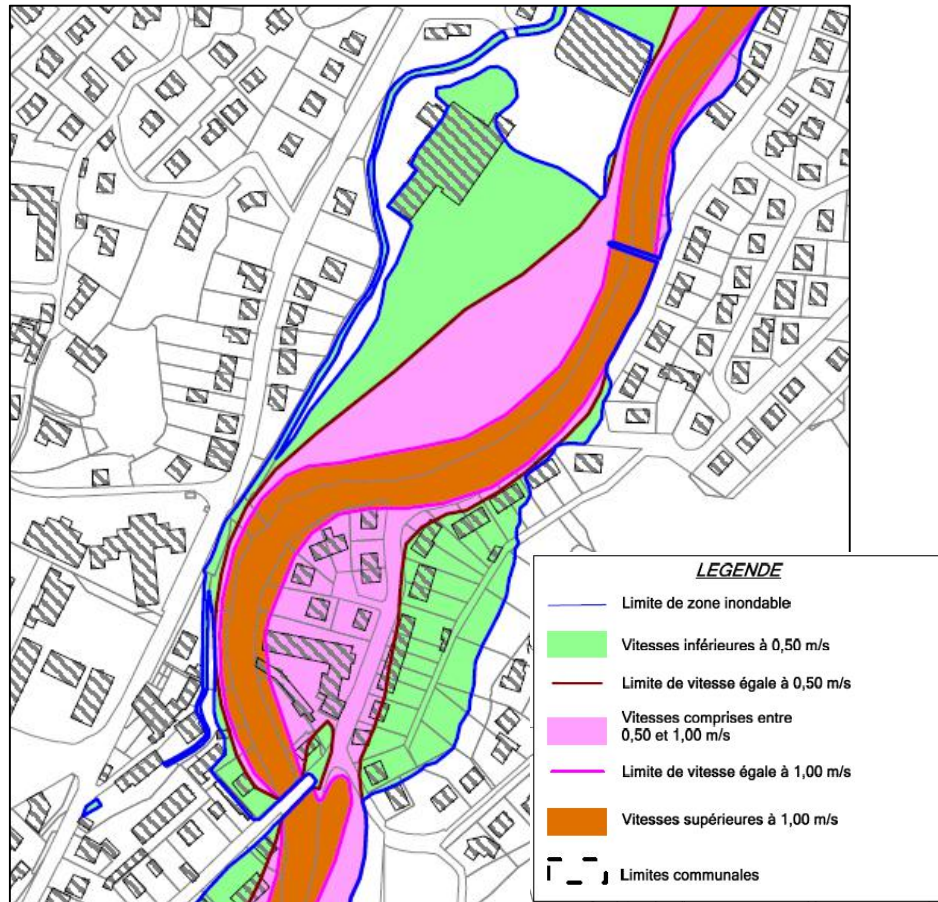 LEGENDE
Limite de zone inondable
Vitesses inférieures à 0,50 m/s
Limite de vitesse égale à 0,50 m/s
Vitesses comprises entre
0,50 et 1,00 m/s
Limite de vitesse égale à 1,00 m/s
Vitesses supérieures à 1,00 m/s
Limites communales